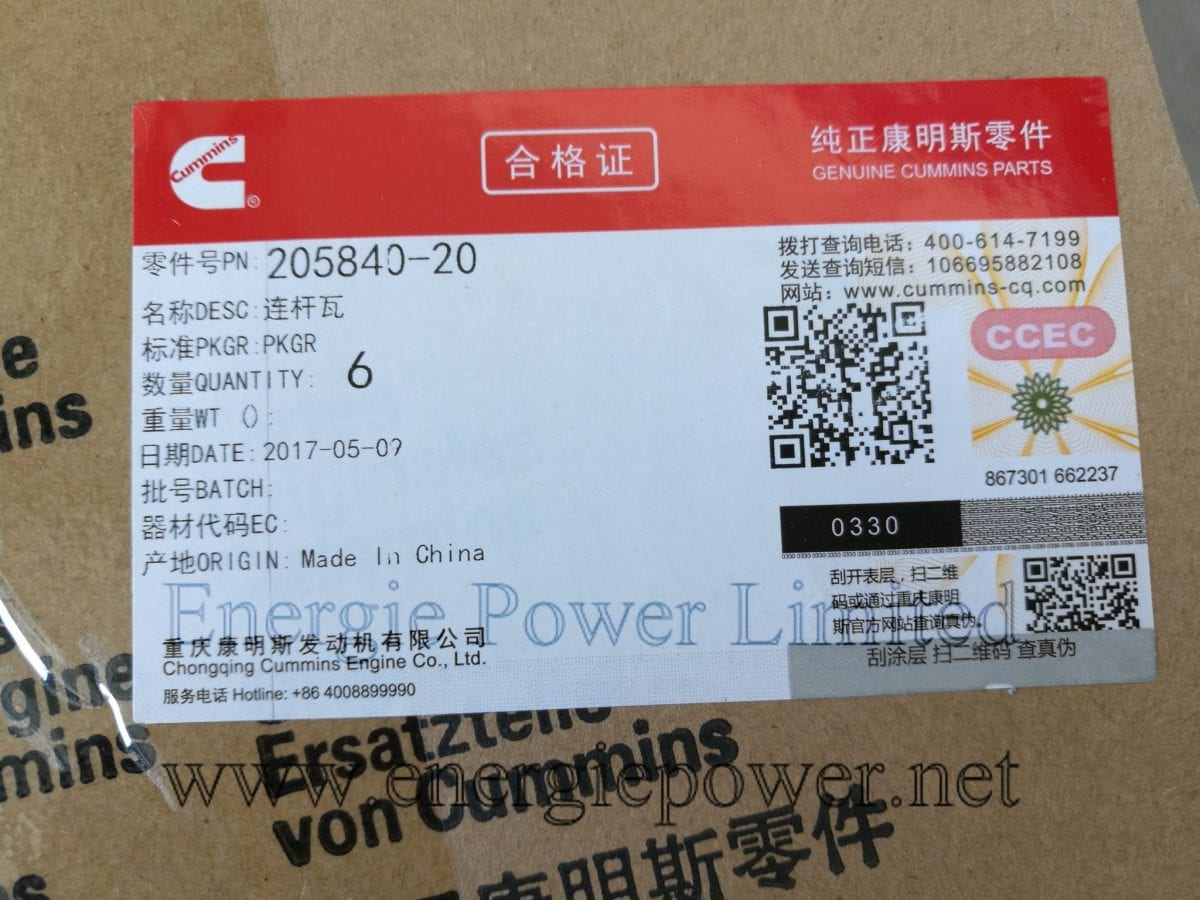 Cummins
®
合格证
纯正康明斯零件
GENUINE CUMMINS PARTS
零件号PN: 205840-20
名称DESC:连杆瓦
标准PKGR:PKGR
数量QUANTITY: 6
重量WT ():
日期DATE:2017-05-09
批号BATCH:
器材代码EC:
产地ORIGIN: Made In China
拨打查询电话：400-614-7199
发送查询短信：106695882108
网站：www.cummins-cq.com
CCEC
867301 662237
0330
刮开表层，扫二维
码或通过重庆康明
斯官方网站查询真伪。
刮涂层 扫二维码 查真伪
Energie Power Limited
重庆康明斯发动机有限公司
Chongqing Cummins Engine Co., Ltd.
服务电话 Hotline: +86 4008899990
e
ins
gine
mins
Ersatzteile
von Cummins
www.energiepower.net
康明斯零件